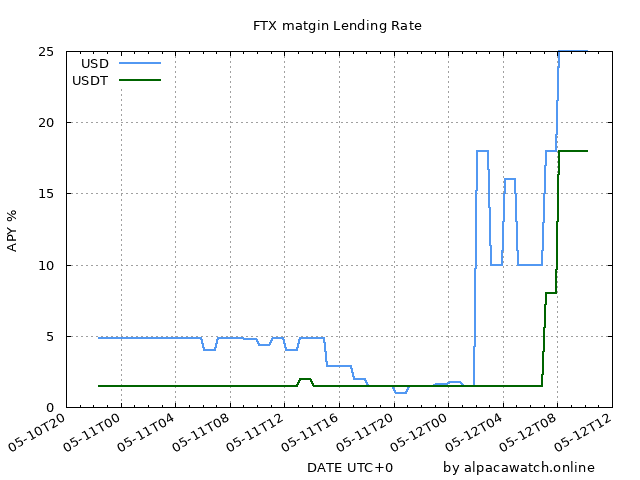 FTX matgin Lending Rate
USD
USDT
25
20
15
10
5
0
APY %
05-10T20
05-11T00
05-11T04
05-11T08
05-11T12
05-11T16
05-11T20
05-12T00
05-12T04
05-12T08
05-12T12
DATE UTC+0
by alpacawatch.online